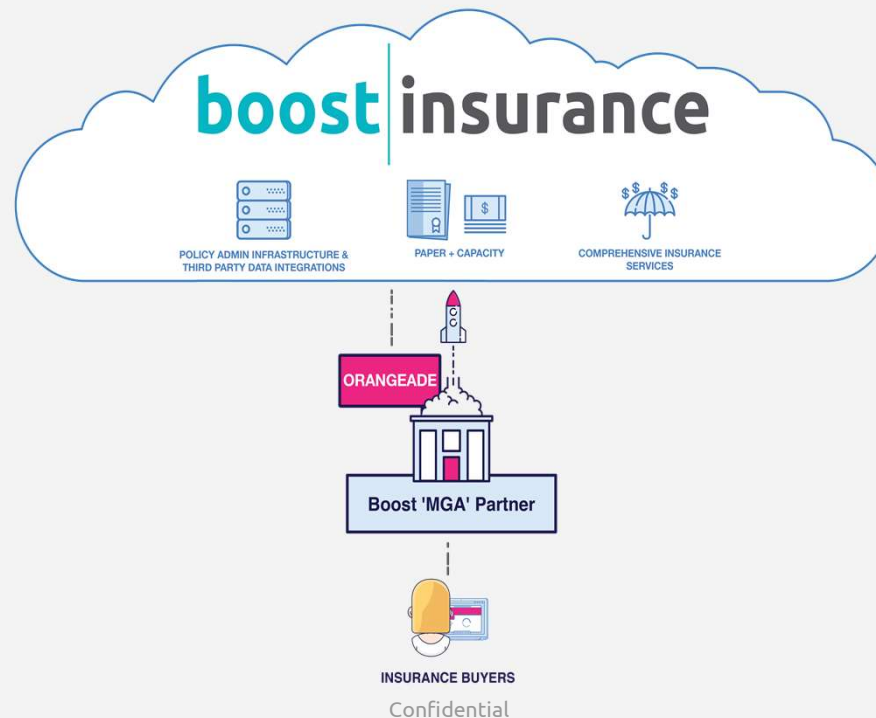 boost insurance
POLICY ADMIN INFRASTRUCTURE &
THIRD PARTY DATA INTEGRATIONS
PAPER + CAPACITY
COMPREHENSIVE INSURANCE
SERVICES
ORANGEADE
Boost 'MGA' Partner
INSURANCE BUYERS
Confidential